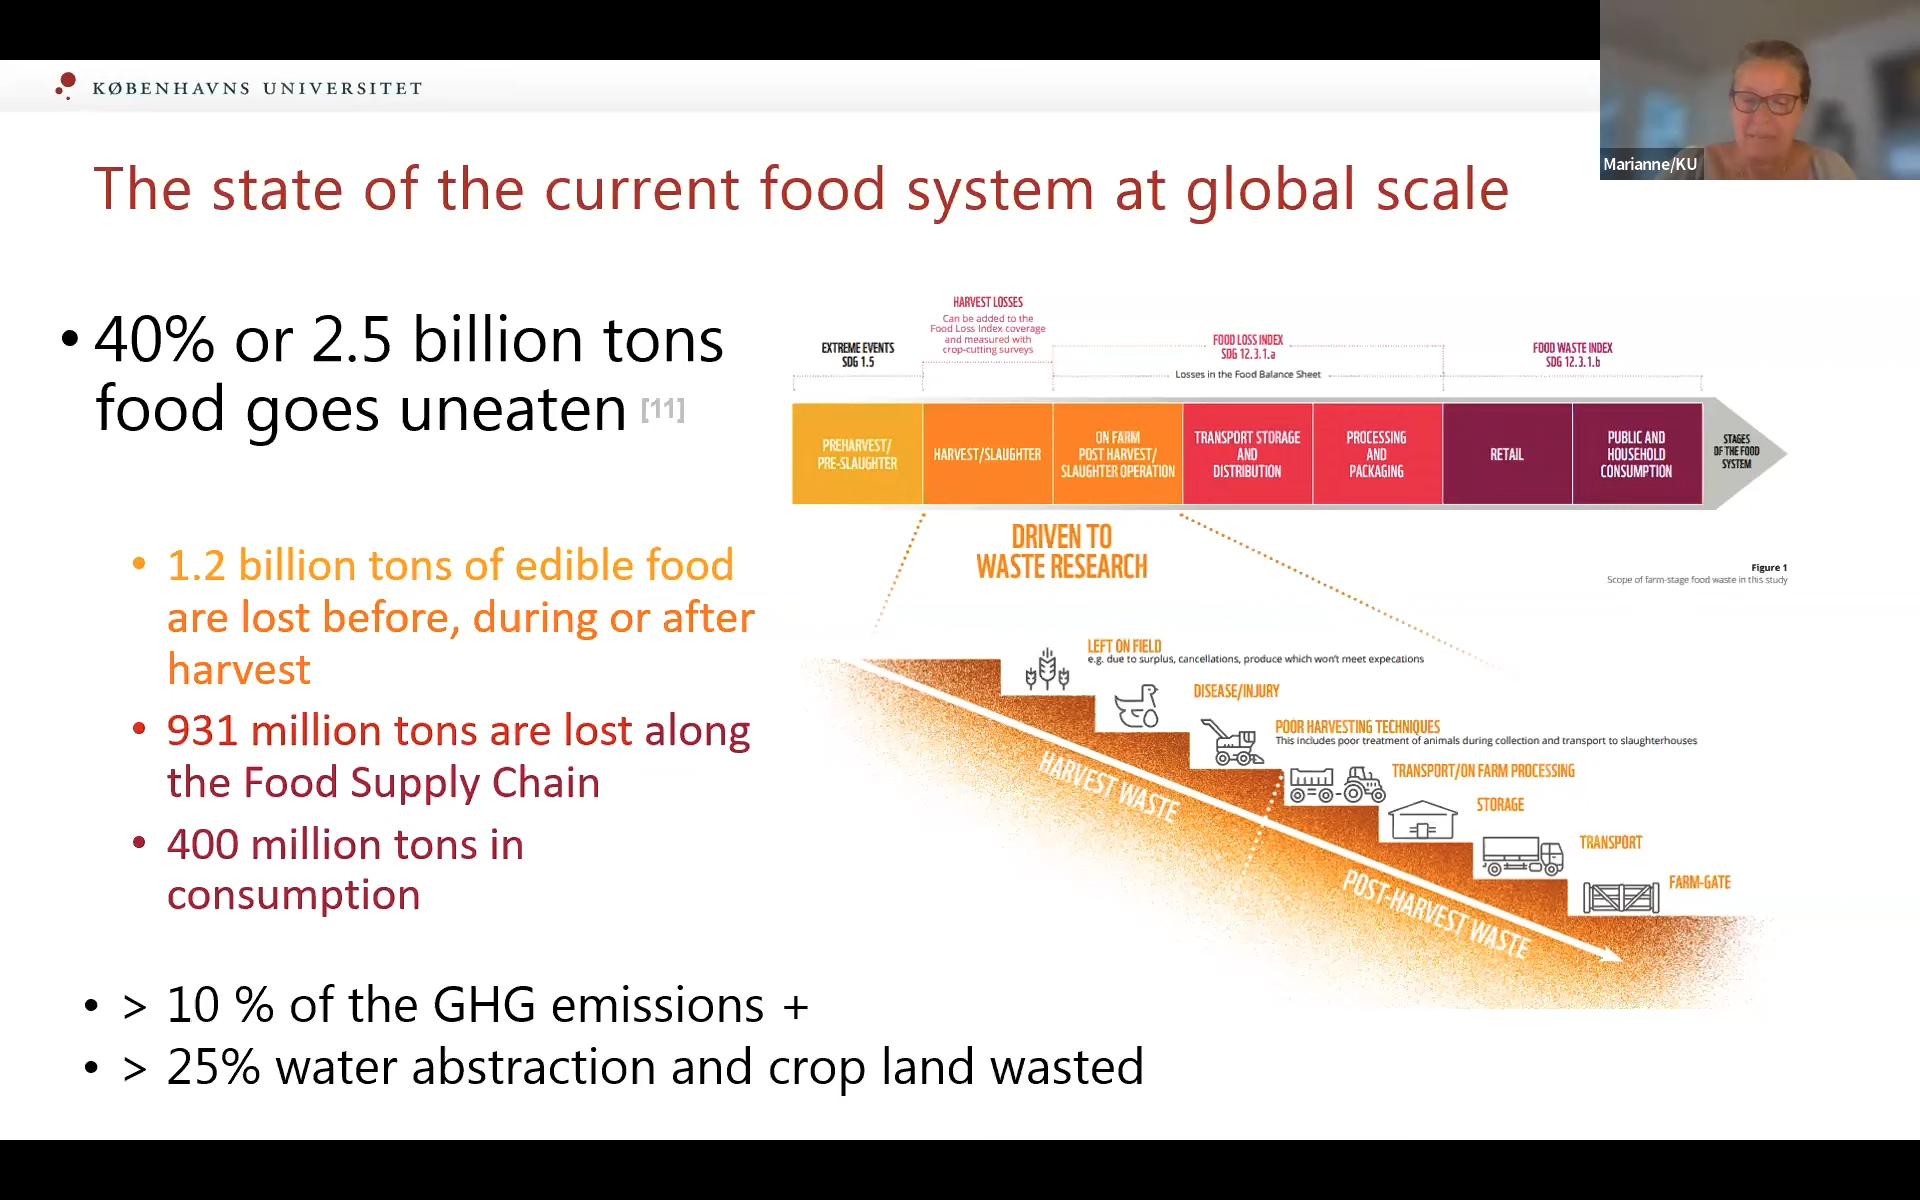 KØBENHAVNS UNIVERSITET
Marianne/KU
The state of the current food system at global scale
• 40% or 2.5 billion tons
food goes uneaten [11]
• 1.2 billion tons of edible food
are lost before, during or after
harvest
• 931 million tons are lost along
the Food Supply Chain
• 400 million tons in
consumption
• > 10 % of the GHG emissions +
• > 25% water abstraction and crop land wasted
EXTREME EVENTS
SDG 1.5
HARVEST LOSSES
Can be added to the
Food Loss Index coverage
and measured with
crop-cutting surveys
FOOD LOSS INDEX
SDG 12.3.1.a
Losses in the Food Balance Sheet
FOOD WASTE INDEX
SDG 12.3.1.b
PREHARVEST/
PRE-SLAUGHTER
HARVEST/SLAUGHTER
ON FARM
POST HARVEST/
SLAUGHTER OPERATION
TRANSPORT STORAGE
AND
DISTRIBUTION
PROCESSING
AND
PACKAGING
RETAIL
PUBLIC AND
HOUSEHOLD
CONSUMPTION
STAGES
OF THE FOOD
SYSTEM
DRIVEN TO
WASTE RESEARCH
Figure 1
Scope of farm-stage food waste in this study
LEFT ON FIELD
e.g. due to surplus, cancellations, produce which won't meet expecations
DISEASE/INJURY
POOR HARVESTING TECHNIQUES
This includes poor treatment of animals during collection and transport to slaughterhouses
TRANSPORT/ON FARM PROCESSING
STORAGE
TRANSPORT
FARM-GATE
HARVEST WASTE
POST-HARVEST WASTE